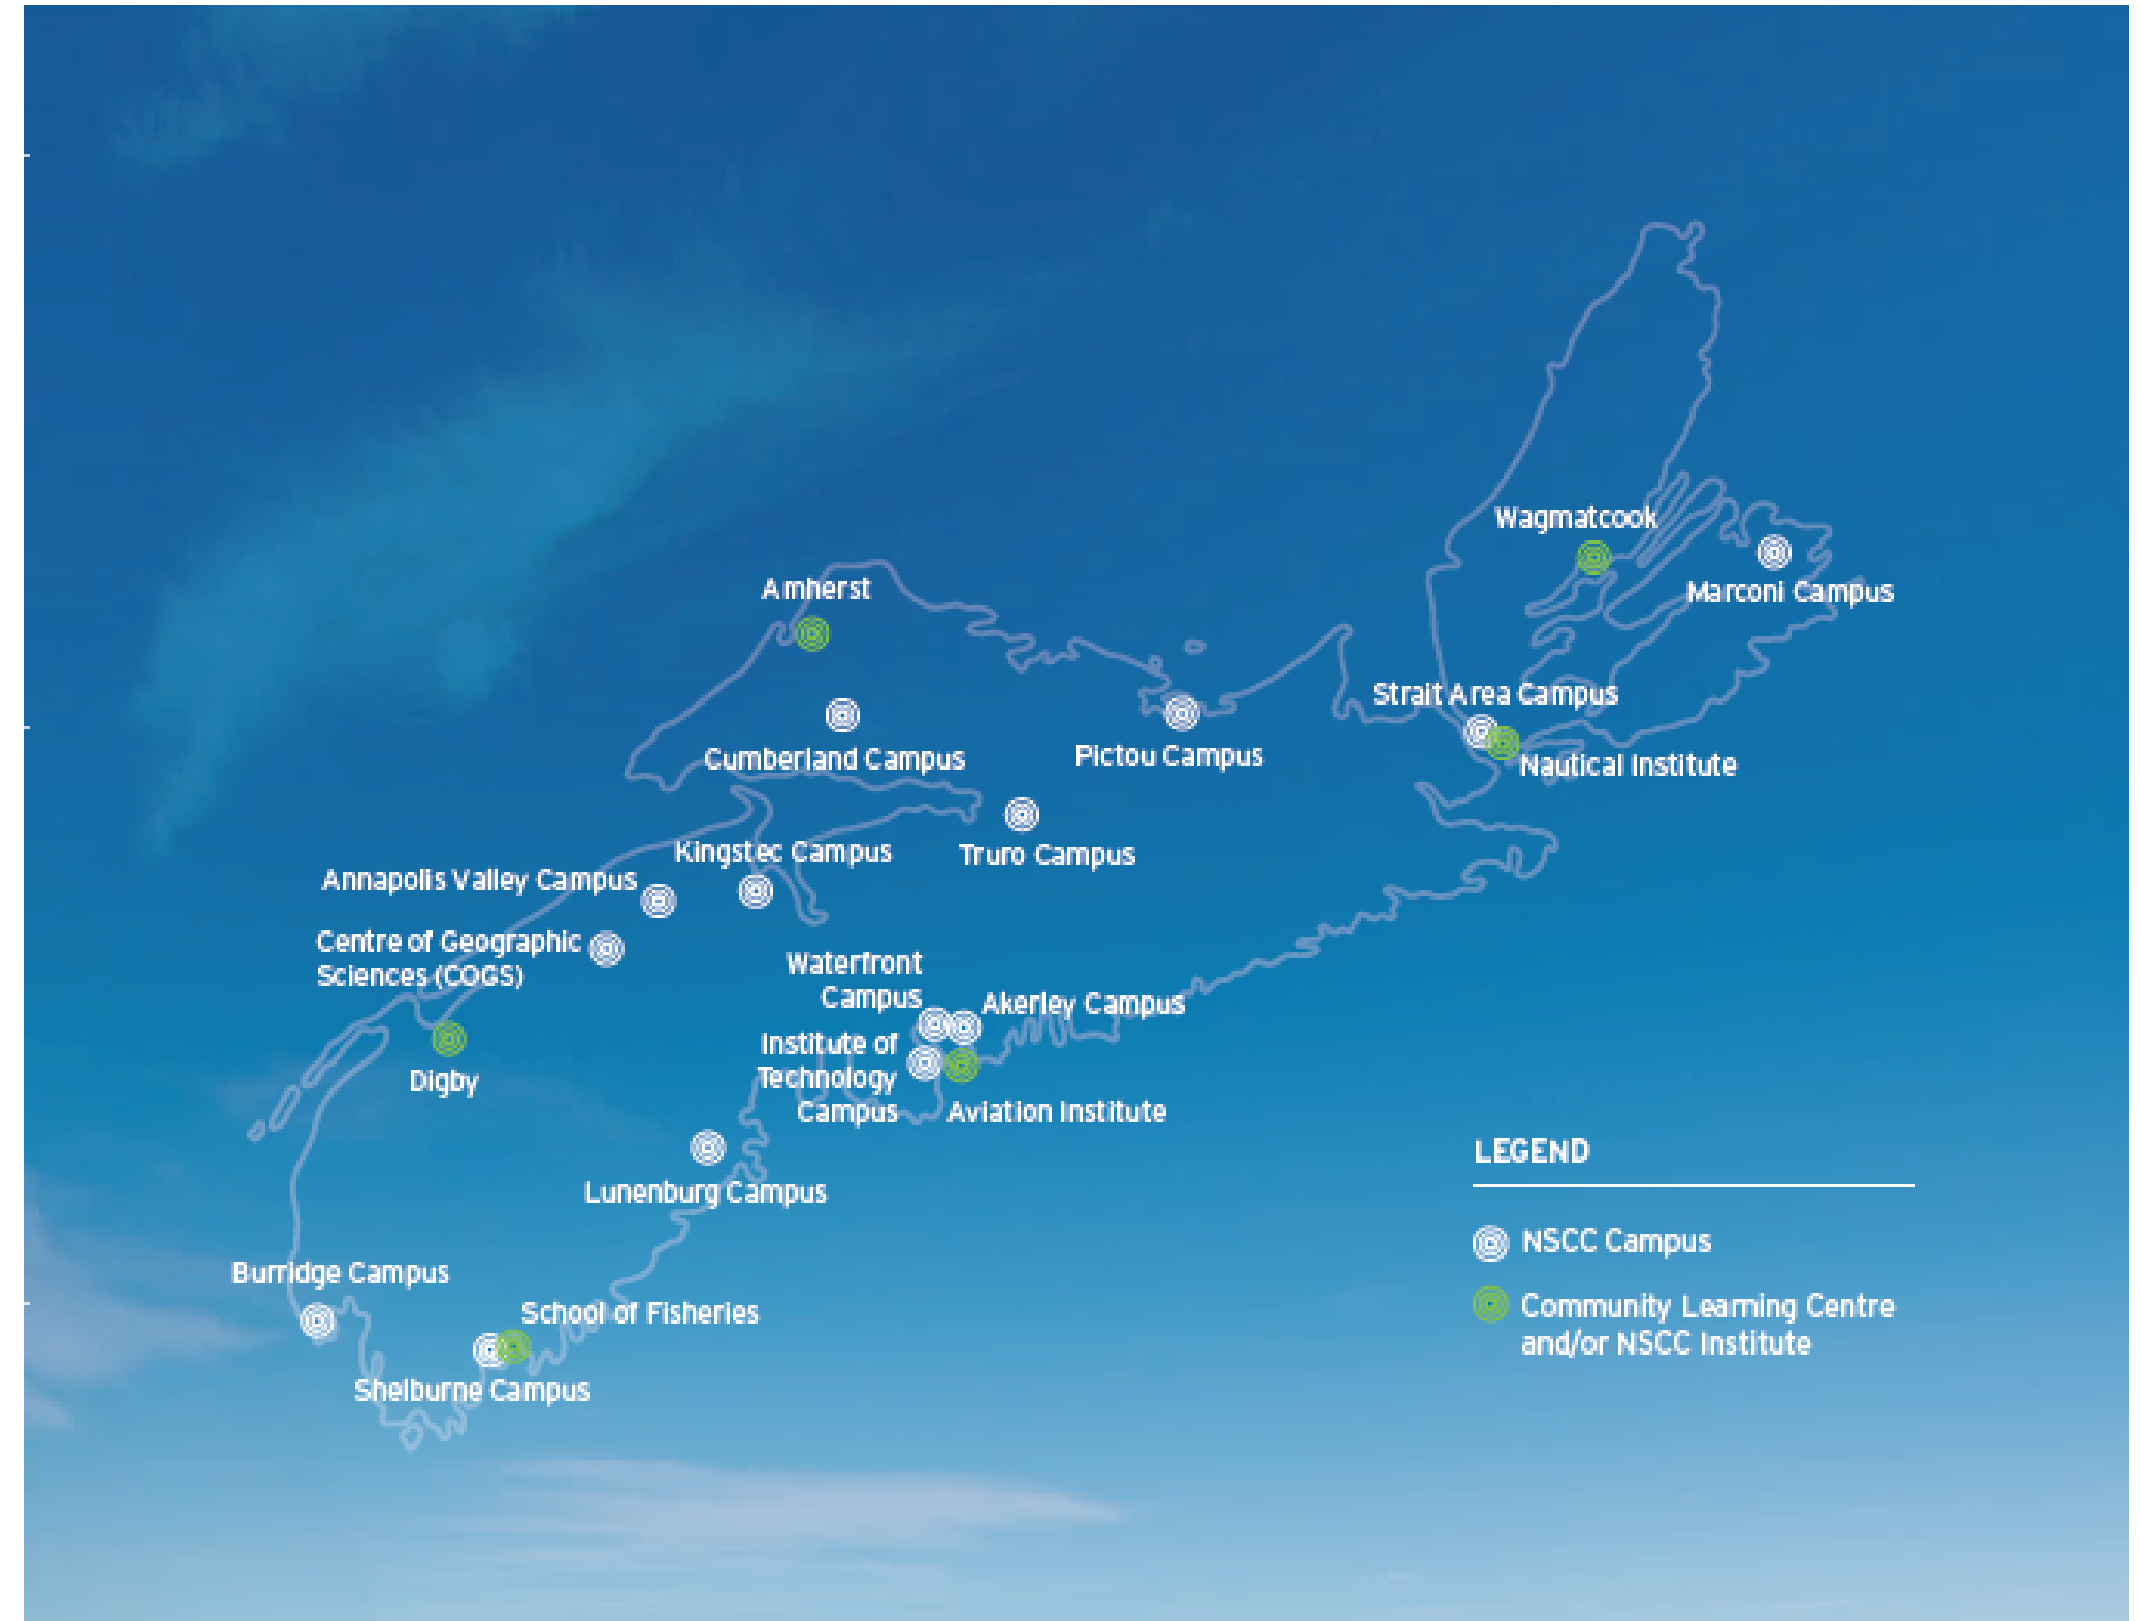 Wagmatcook
Amherst
Marconi Campus
Strait Area Campus
Cumberland Campus
Pictou Campus
Nautical Institute
Kingstec Campus
Truro Campus
Annapolis Valley Campus
Centre of Geographic
Sciences (COGS)
Waterfront
Campus
Akerley Campus
Institute of
Technology
Campus
Digby
Aviation Institute
Lunenburg Campus
LEGEND
NSCC Campus
Community Learning Centre
and/or NSCC Institute
Burridge Campus
School of Fisheries
Shelburne Campus